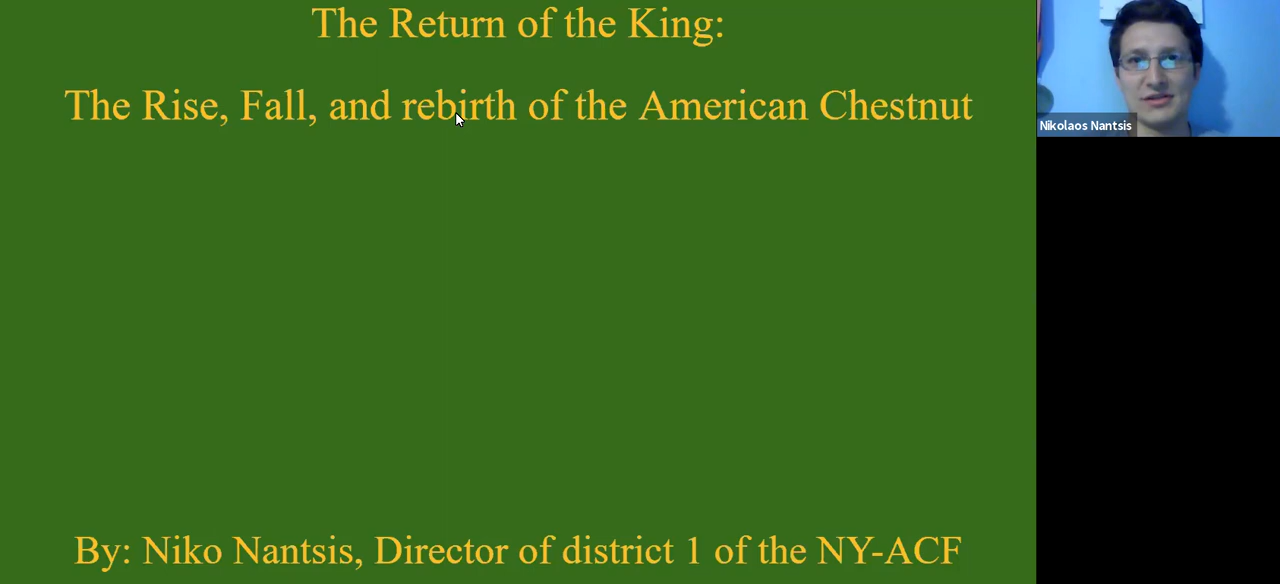 The Return of the King:
The Rise, Fall, and rebirth of the American Chestnut
Nikolaos Nantsis
By: Niko Nantsis, Director of district 1 of the NY-ACF